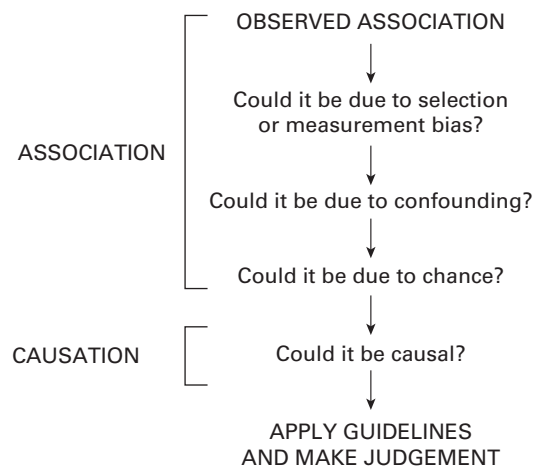 OBSERVED ASSOCIATION
Could it be due to selection
or measurement bias?
ASSOCIATION
Could it be due to confounding?
Could it be due to chance?
CAUSATION
Could it be causal?
APPLY GUIDELINES
AND MAKE JUDGEMENT